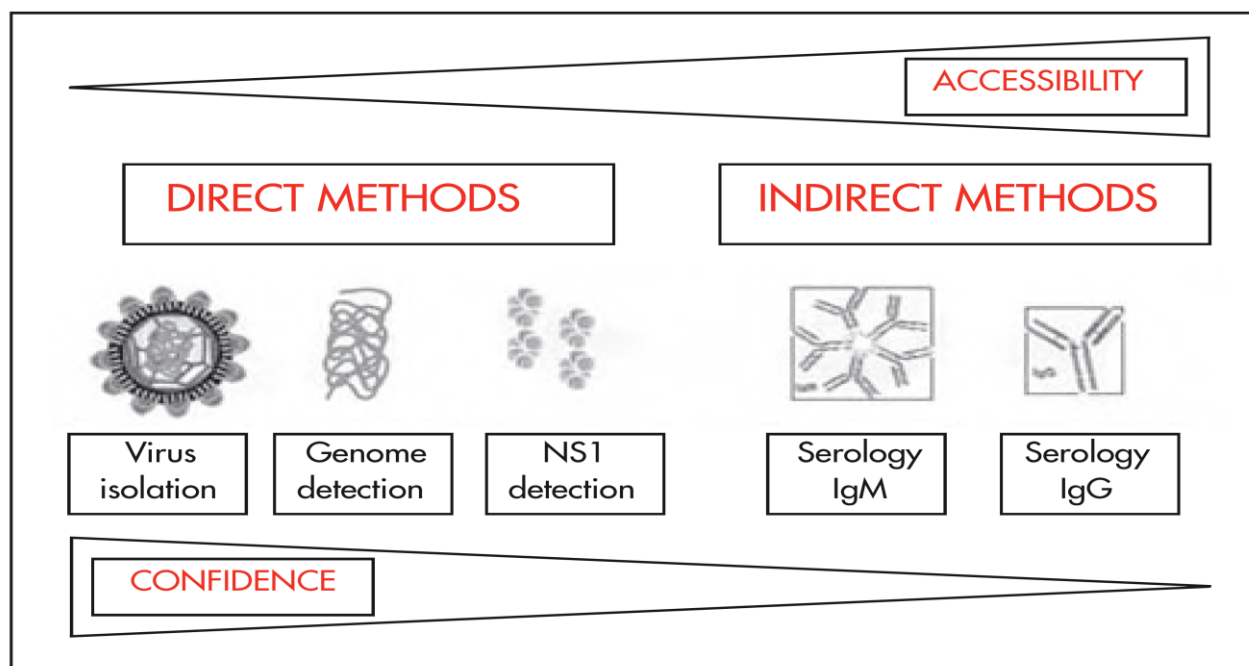 ACCESSIBILITY
DIRECT METHODS
INDIRECT METHODS
Virus
isolation
Genome
detection
NS1
detection
Serology
IgM
Serology
IgG
CONFIDENCE